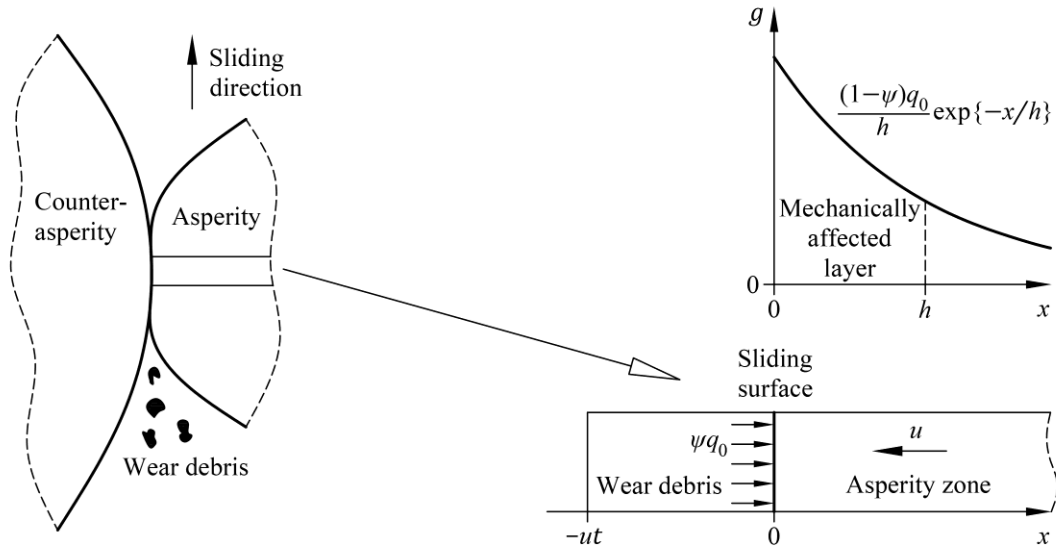 Sliding
direction
Counter-
asperity
Asperity
Wear debris
g
(1−ψ)q₀
h
exp{−x/h}
Mechanically
affected
layer
0
0
h
x
Sliding
surface
ψq₀
u
Wear debris
Asperity zone
−ut
0
x